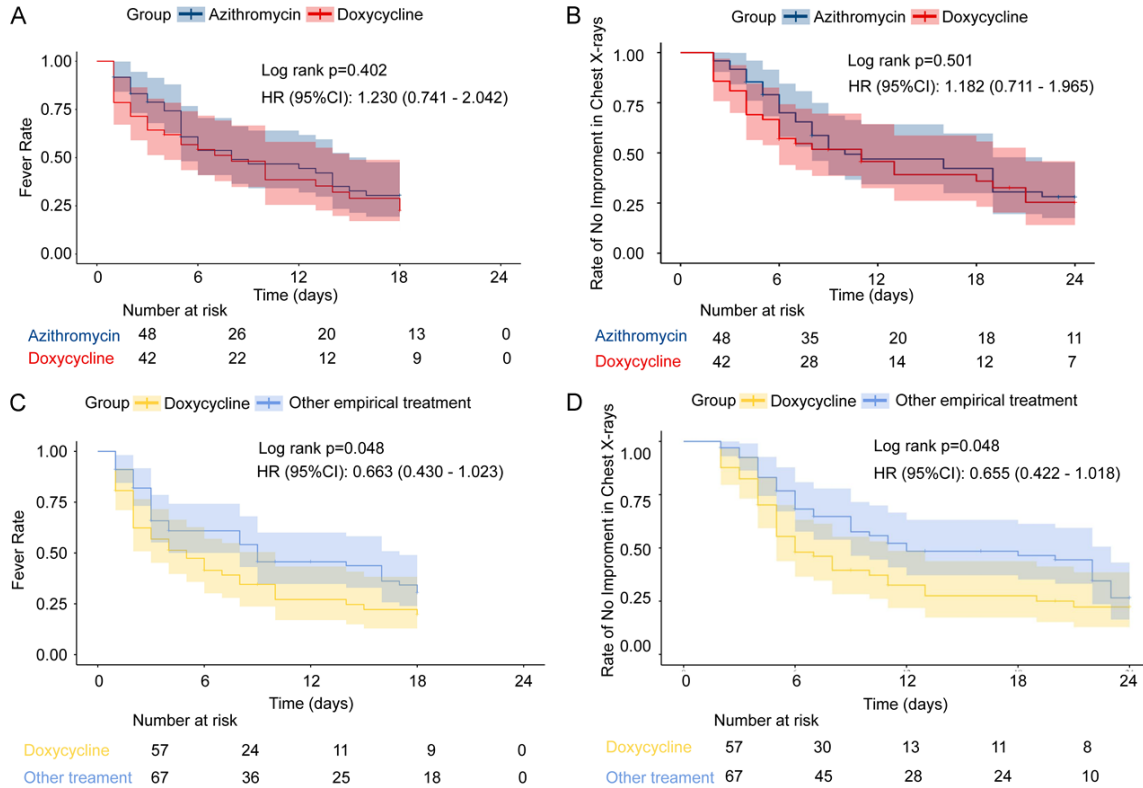 A
Group Azithromycin Doxycycline
Log rank p=0.402
HR (95%CI): 1.230 (0.741 - 2.042)
Fever Rate
1.00
0.75
0.50
0.25
0.00
0 6 12 18 24
Time (days)
Number at risk
Azithromycin 48 26 20 13 0
Doxycycline 42 22 12 9 0
B
Group Azithromycin Doxycycline
Log rank p=0.501
HR (95%CI): 1.182 (0.711 - 1.965)
Rate of No Improment in Chest X-rays
1.00
0.75
0.50
0.25
0.00
0 6 12 18 24
Time (days)
Number at risk
Azithromycin 48 35 20 18 11
Doxycycline 42 28 14 12 7
C
Group Doxycycline Other empirical treatment
Log rank p=0.048
HR (95%CI): 0.663 (0.430 - 1.023)
Fever Rate
1.00
0.75
0.50
0.25
0.00
0 6 12 18 24
Time (days)
Number at risk
Doxycycline 57 24 11 9 0
Other treament 67 36 25 18 0
D
Group Doxycycline Other empirical treatment
Log rank p=0.048
HR (95%CI): 0.655 (0.422 - 1.018)
Rate of No Improment in Chest X-rays
1.00
0.75
0.50
0.25
0.00
0 6 12 18 24
Time (days)
Number at risk
Doxycycline 57 30 13 11 8
Other treament 67 45 28 24 10